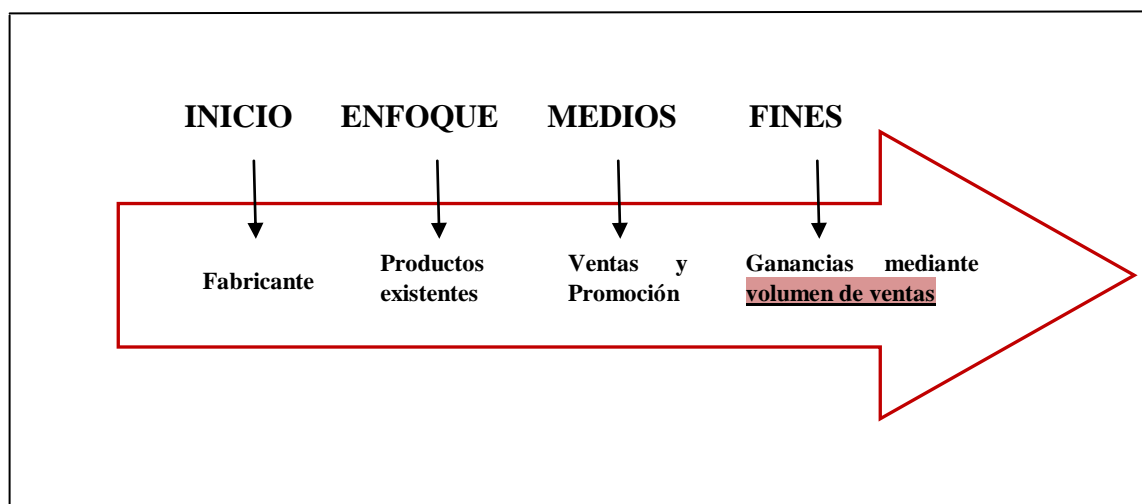 INICIO ENFOQUE MEDIOS FINES
Fabricante
Productos
existentes
Ventas y
Promoción
Ganancias mediante
volumen de ventas